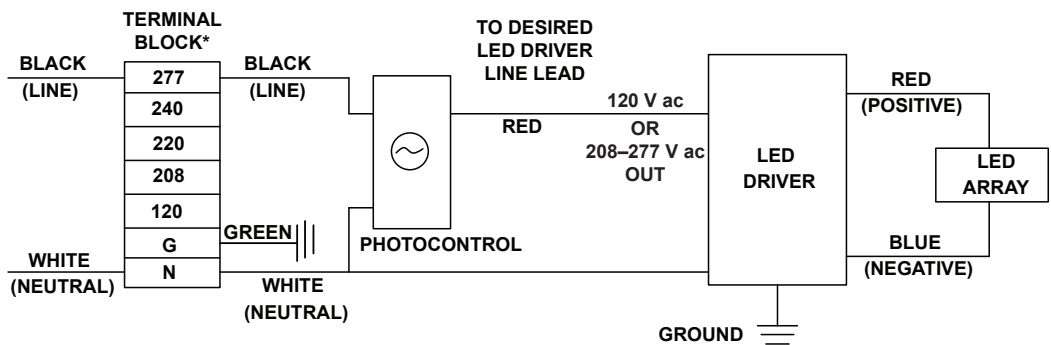 TERMINAL
BLOCK*
BLACK
(LINE)
277
240
220
208
120
G
N
WHITE
(NEUTRAL)
BLACK
(LINE)
GREEN
WHITE
(NEUTRAL)
PHOTOCONTROL
TO DESIRED
LED DRIVER
LINE LEAD
RED
120 V ac
OR
208–277 V ac
OUT
LED
DRIVER
GROUND
RED
(POSITIVE)
LED
ARRAY
BLUE
(NEGATIVE)